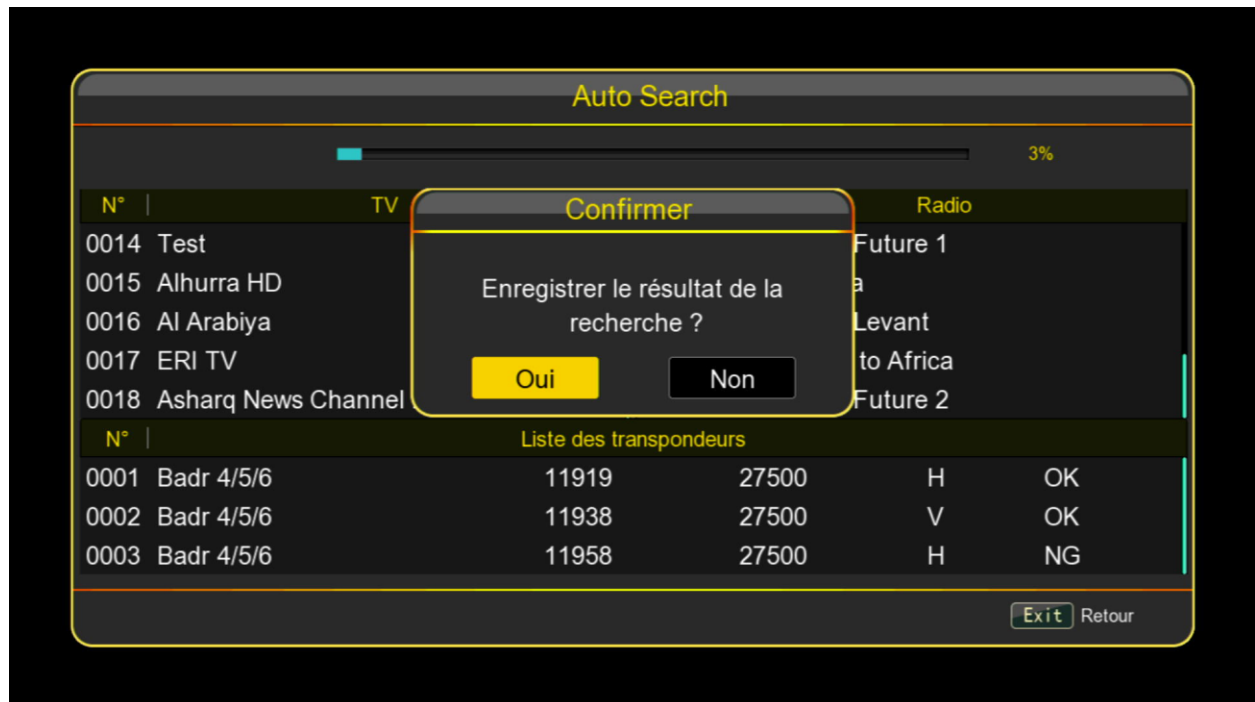 Auto Search
3%
N° TV Radio
Confirmer
0014 Test Future 1
0015 Alhurra HD
Enregistrer le résultat de la
0016 Al Arabiya Levant
recherche ?
0017 ERI TV to Africa
Oui Non
0018 Asharq News Channel Future 2
N° Liste des transpondeurs
0001 Badr 4/5/6 11919 27500 H OK
0002 Badr 4/5/6 11938 27500 V OK
0003 Badr 4/5/6 11958 27500 H NG
Exit Retour